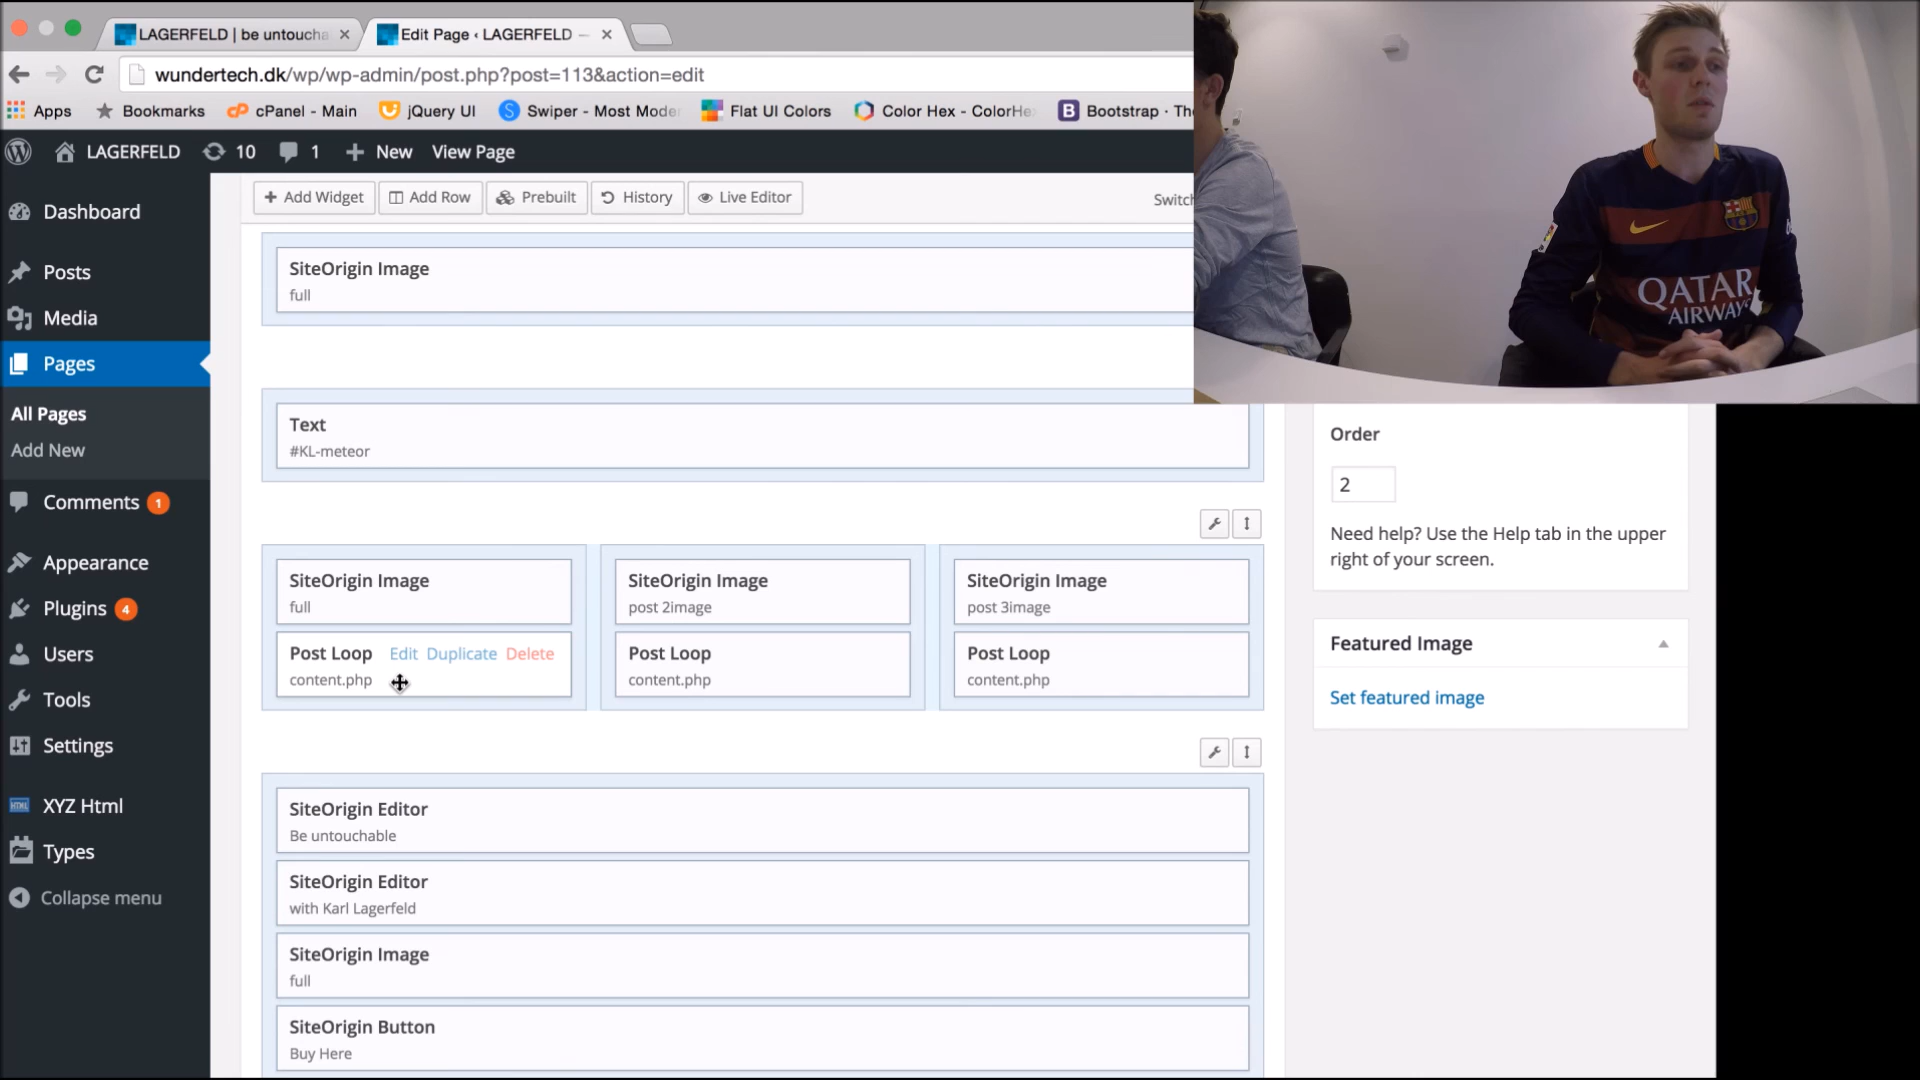 LAGERFELD | be untoucha
Edit Page ‹ LAGERFELD —
wundertech.dk/wp/wp-admin/post.php?post=113&action=edit
Apps
Bookmarks
cPanel - Main
jQuery UI
Swiper - Most Mode
Flat UI Colors
Color Hex - ColorHe
Bootstrap · Th
LAGERFELD
10
1
New
View Page
Dashboard
Posts
Media
Pages
All Pages
Add New
Comments 1
Appearance
Plugins 4
Users
Tools
Settings
XYZ Html
Types
Collapse menu
Add Widget
Add Row
Prebuilt
History
Live Editor
Switch
SiteOrigin Image
full
Text
#KL-meteor
SiteOrigin Image
full
Post Loop Edit Duplicate Delete
content.php
SiteOrigin Image
post 2image
Post Loop
content.php
SiteOrigin Image
post 3image
Post Loop
content.php
SiteOrigin Editor
Be untouchable
SiteOrigin Editor
with Karl Lagerfeld
SiteOrigin Image
full
SiteOrigin Button
Buy Here
Order
2
Need help? Use the Help tab in the upper
right of your screen.
Featured Image
Set featured image
QATAR
AIRWAYS